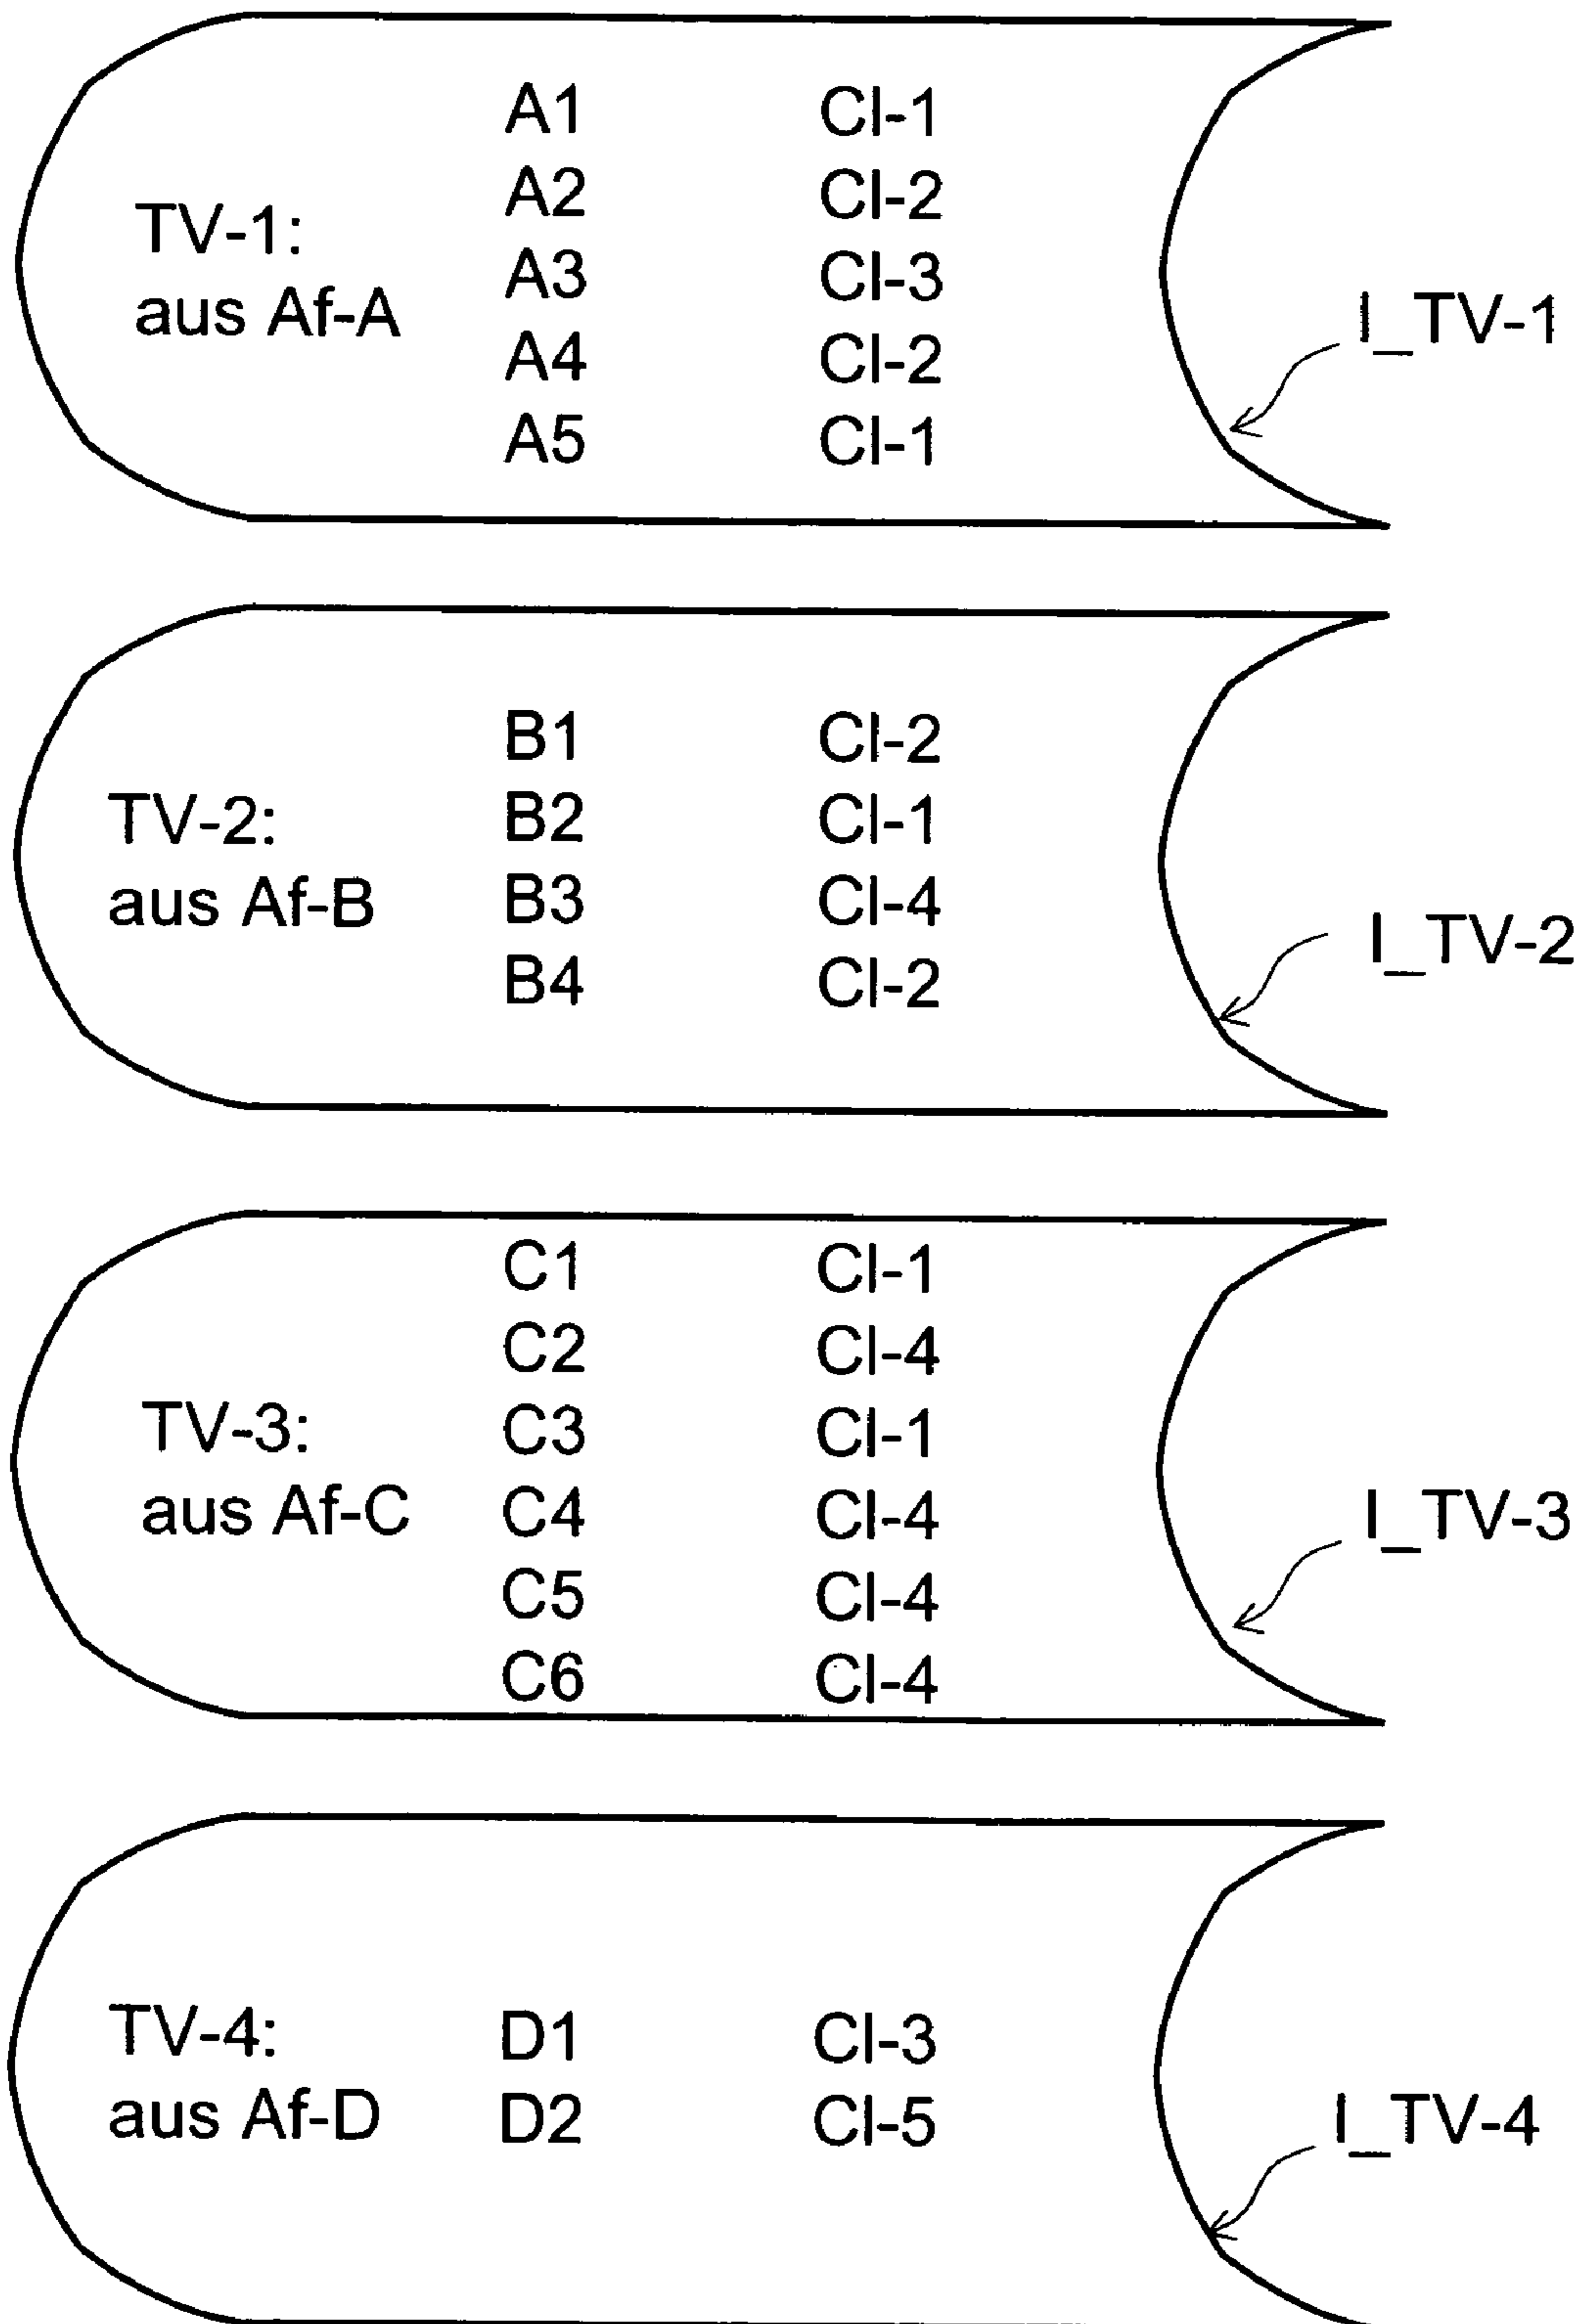 A1 Cl-1
A2 Cl-2
TV-1:
A3 Cl-3
aus Af-A
I_TV-1
A4 Cl-2
A5 Cl-1
B1 Cl-2
TV-2:
B2 Cl-1
aus Af-B
B3 Cl-4
I_TV-2
B4 Cl-2
C1 Cl-1
C2 Cl-4
TV-3:
C3 Cl-1
aus Af-C
C4 Cl-4
I_TV-3
C5 Cl-4
C6 Cl-4
TV-4:
D1 Cl-3
aus Af-D
D2 Cl-5
I_TV-4